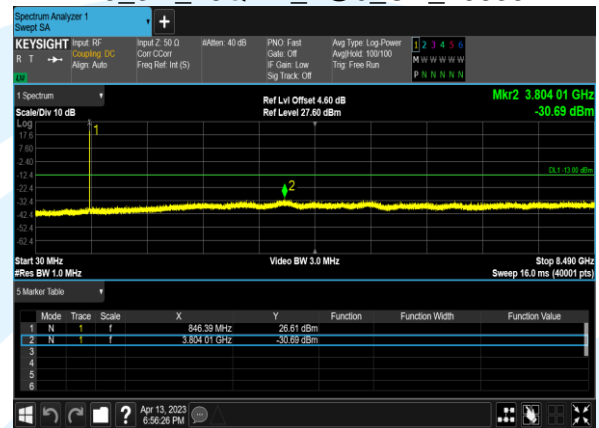 Spectrum Analyzer 1
Swept SA
KEYSIGHT Input: RF Input Z: 50 Ω #Atten: 40 dB PNO: Fast Avg Type: Log-Power 1 2 3 4 5 6
R T Coupling: DC Corr CCorr Gate: Off Avg|Hold: 100/100 M W W W W W
Align: Auto Freq Ref: Int (S) IF Gain: Low Trig: Free Run
LXI Sig Track: Off P N N N N N
1 Spectrum Ref Lvl Offset 4.60 dB Mkr2 3.804 01 GHz
Scale/Div 10 dB Ref Level 27.60 dBm -30.69 dBm
Log
17.6 1
7.60
-2.40
-12.4 DL1 -13.00 dBm
-22.4 2
-32.4
-42.4
-52.4
-62.4
Start 30 MHz Video BW 3.0 MHz Stop 8.490 GHz
#Res BW 1.0 MHz Sweep 16.0 ms (40001 pts)
5 Marker Table
Mode Trace Scale X Y Function Function Width Function Value
1 N 1 f 846.39 MHz 26.61 dBm
2 N 1 f 3.804 01 GHz -30.69 dBm
3
4
5
6
? Apr 13, 2023
6:56:26 PM